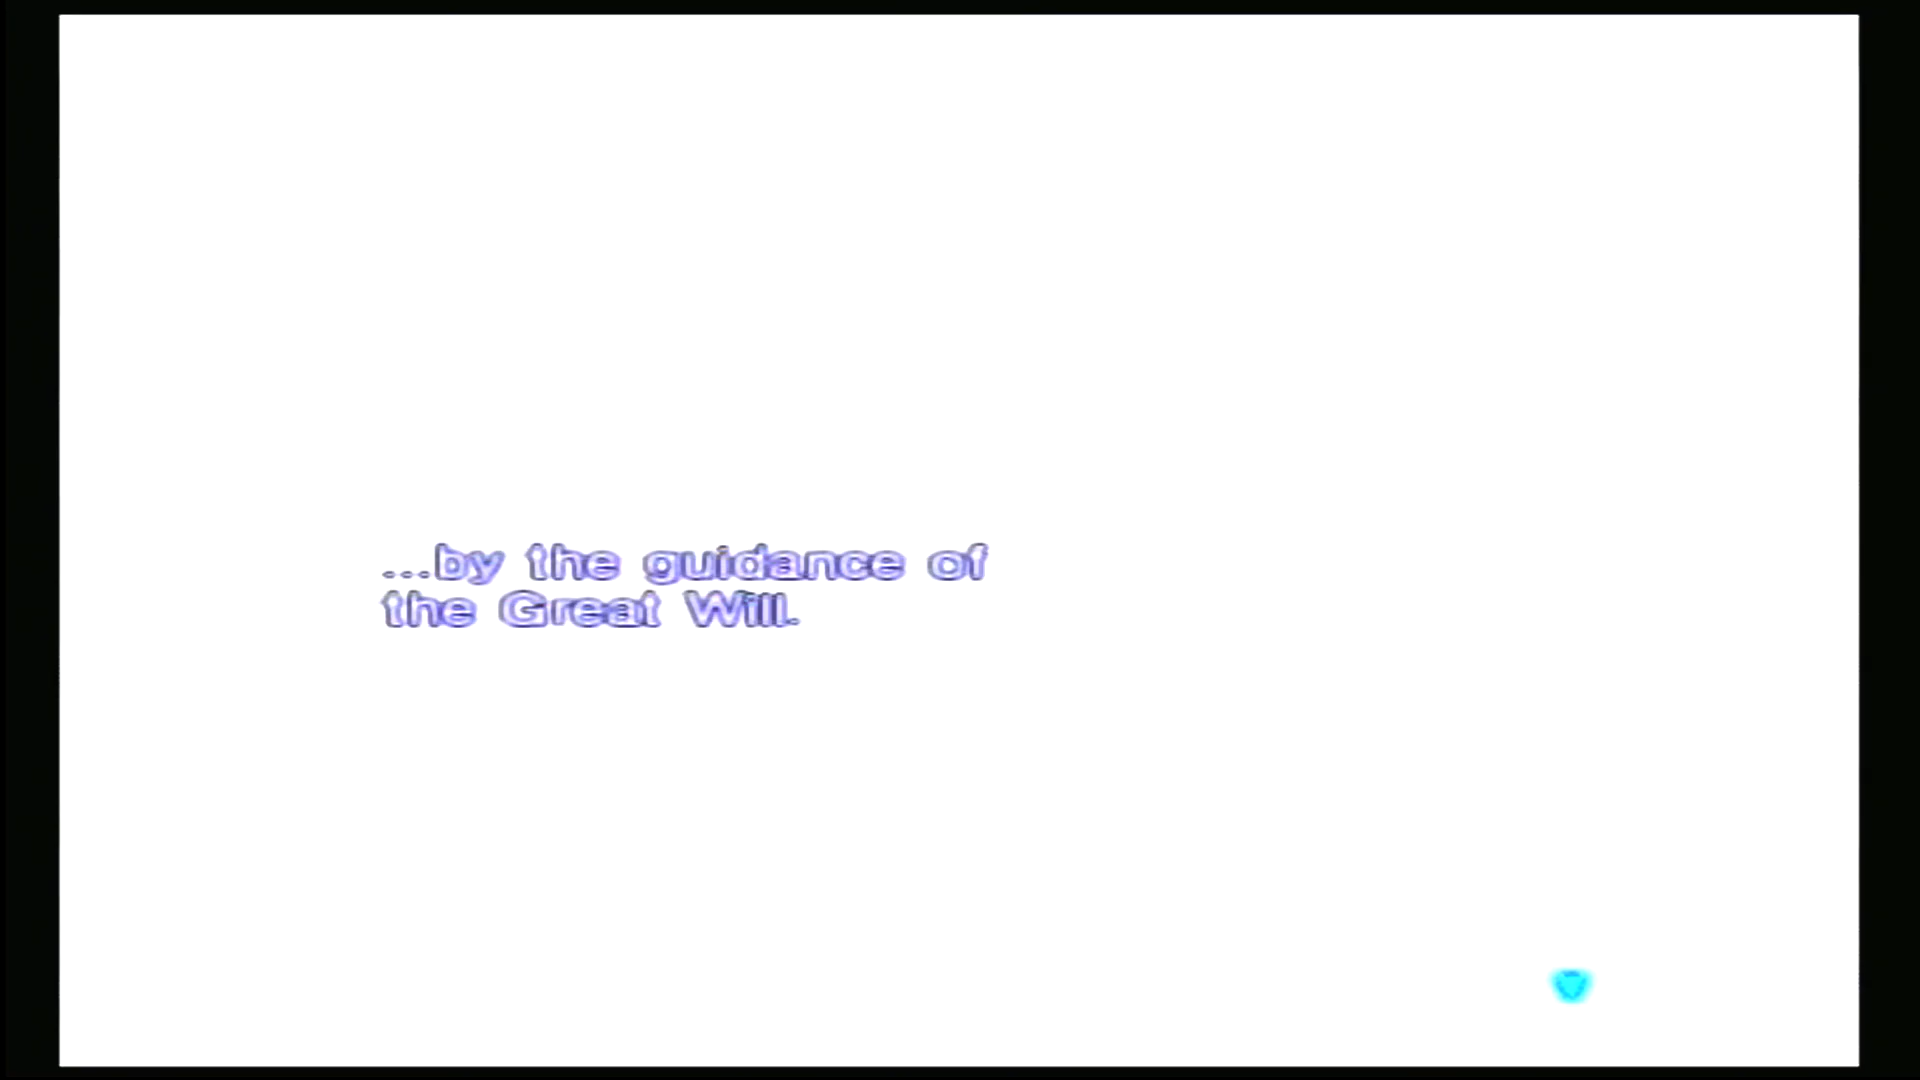 ...by the guidance of
the Great Will.